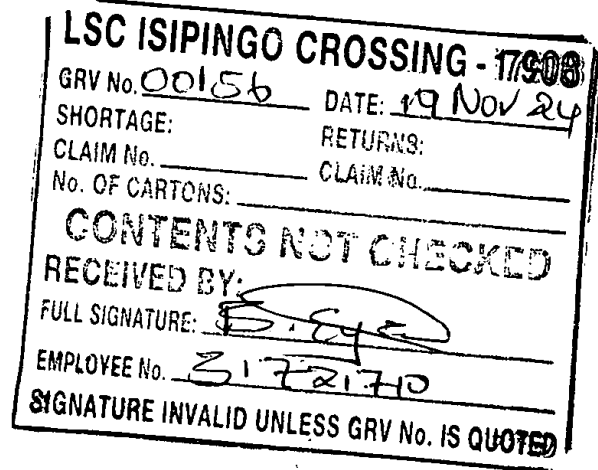 LSC ISIPINGO CROSSING - 17908
GRV No. 00156 DATE: 19 Nov 24
SHORTAGE: RETURNS:
CLAIM No. CLAIM No.
No. OF CARTONS:
CONTENTS NOT CHECKED
RECEIVED BY:
FULL SIGNATURE:
EMPLOYEE No. 31721710
SIGNATURE INVALID UNLESS GRV No. IS QUOTED